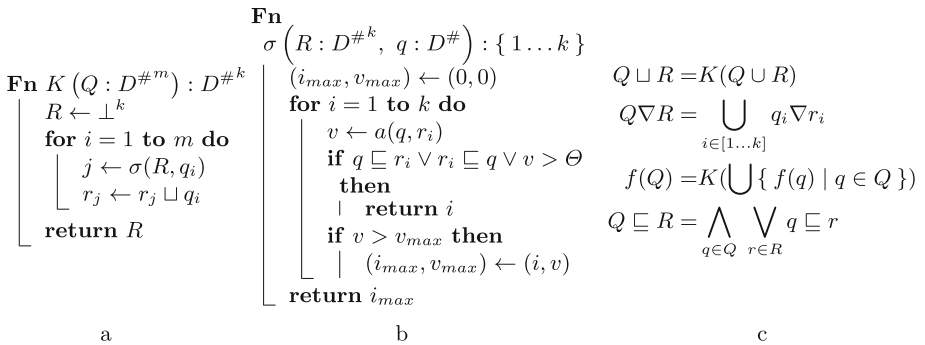 Fn K (Q : D#^m) : D#^k
R ← ⊥^k
for i = 1 to m do
j ← σ(R, q_i)
r_j ← r_j ⊔ q_i
return R
a
Fn
σ (R : D#^k, q : D#) : { 1 … k }
(i_max, v_max) ← (0, 0)
for i = 1 to k do
v ← a(q, r_i)
if q ⊑ r_i ∨ r_i ⊑ q ∨ v > Θ
then
return i
if v > v_max then
(i_max, v_max) ← (i, v)
return i_max
b
Q ⊔ R =K(Q ∪ R)
Q∇R = ⋃_{i∈[1…k]} q_i∇r_i
f(Q) =K(⋃ { f(q) | q ∈ Q })
Q ⊑ R = ⋀_{q∈Q} ⋁_{r∈R} q ⊑ r
c